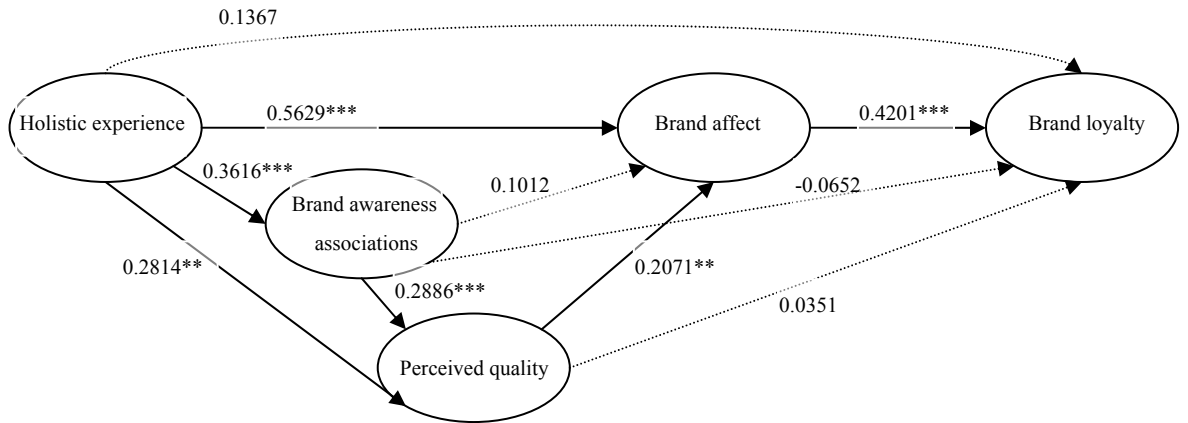 0.1367
Holistic experience
0.5629***
Brand affect
0.4201***
Brand loyalty
0.3616***
0.1012
-0.0652
Brand awareness
associations
0.2814**
0.2886***
0.2071**
0.0351
Perceived quality